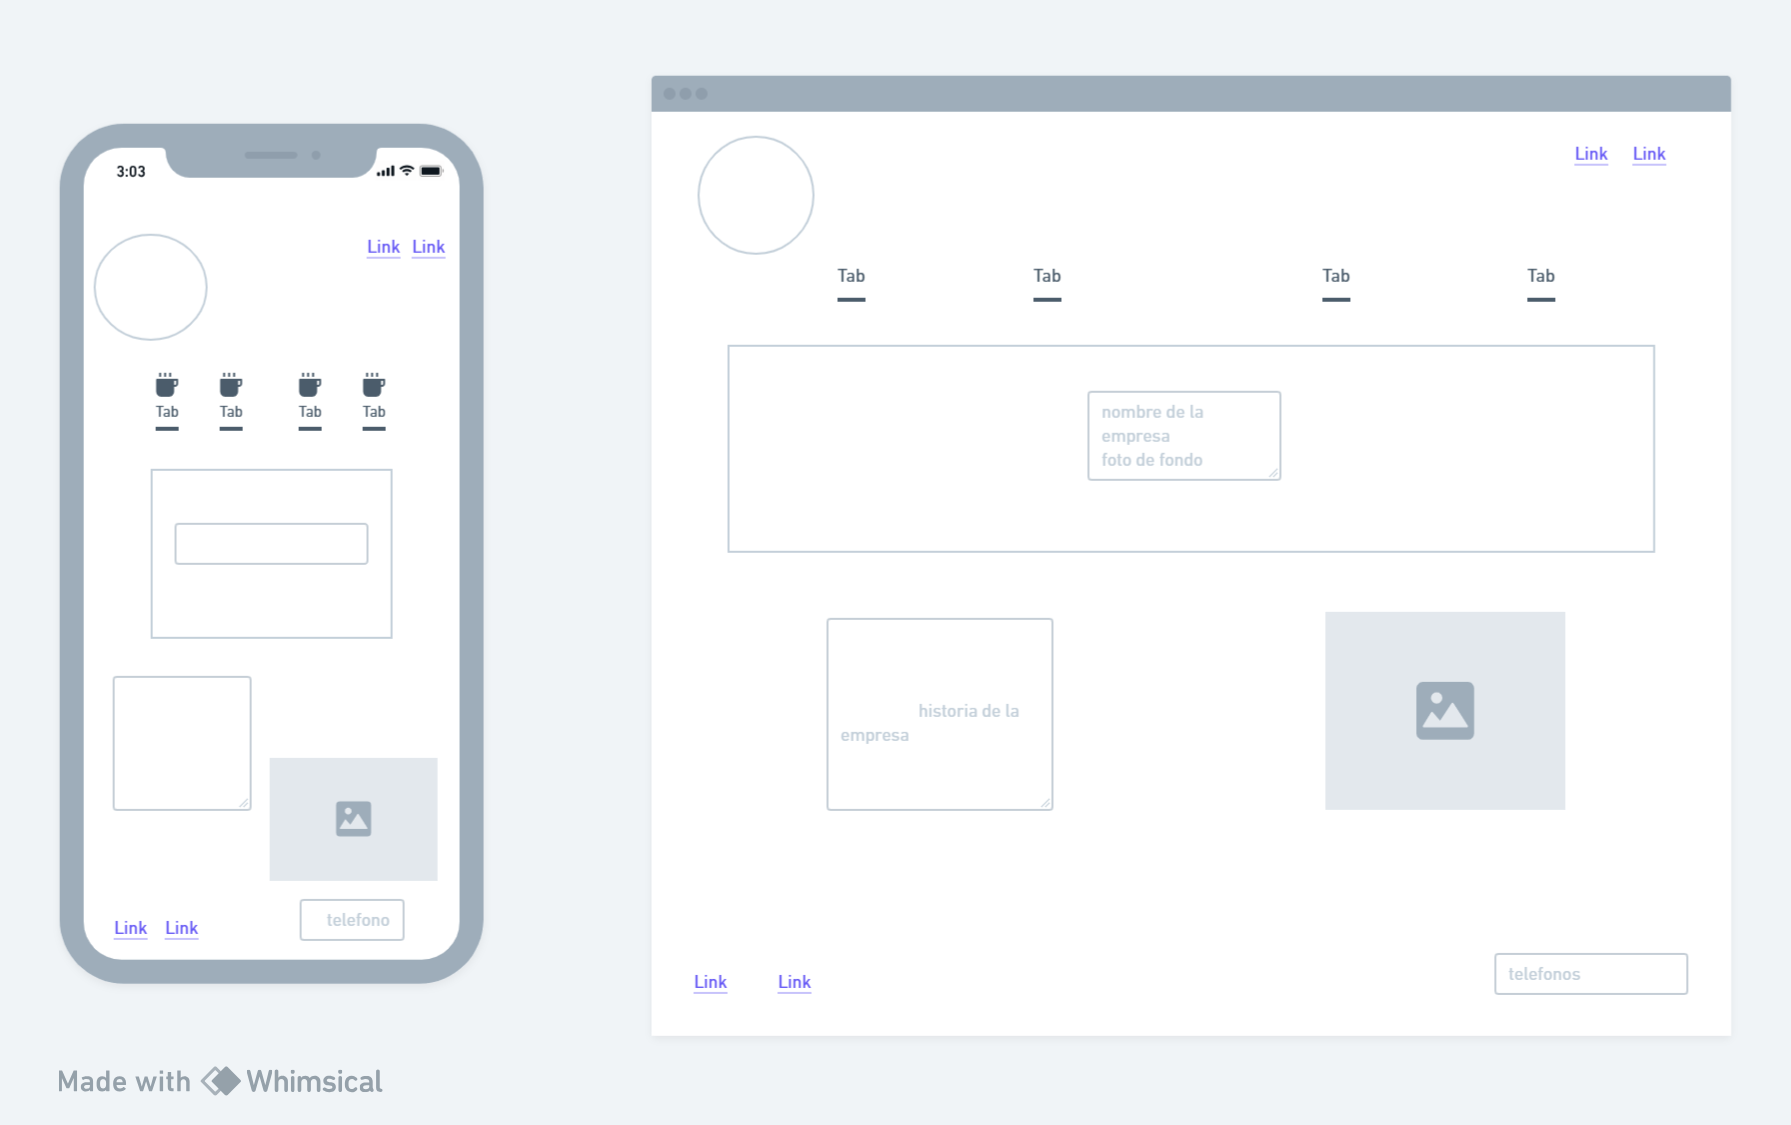 3:03
Link Link
Tab Tab Tab Tab
telefono
Link Link
Link Link
Tab Tab Tab Tab
nombre de la
empresa
foto de fondo
historia de la
empresa
telefonos
Link Link
Made with Whimsical